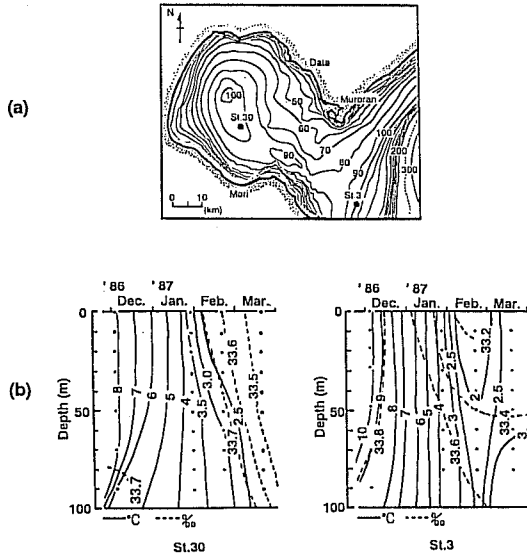 (a)
N
Date
Muroran
100
St.30
50
60
70
80
90
90
100
200
300
St.3
Mori
0 10
(km)
(b)
'86 '87
Dec. Jan. Feb. Mar.
0
50
100
Depth (m)
8 7 6 5 4 3.5 3.0 2.5 33.7 33.6 33.5
33.7
°C ‰
St.30
'86 '87
Dec. Jan. Feb. Mar.
0
50
100
Depth (m)
10 33.8 9 8 7 6 5 4 33.6 3 2.5 2 33.2 2.5 33.4
°C ‰
St.3